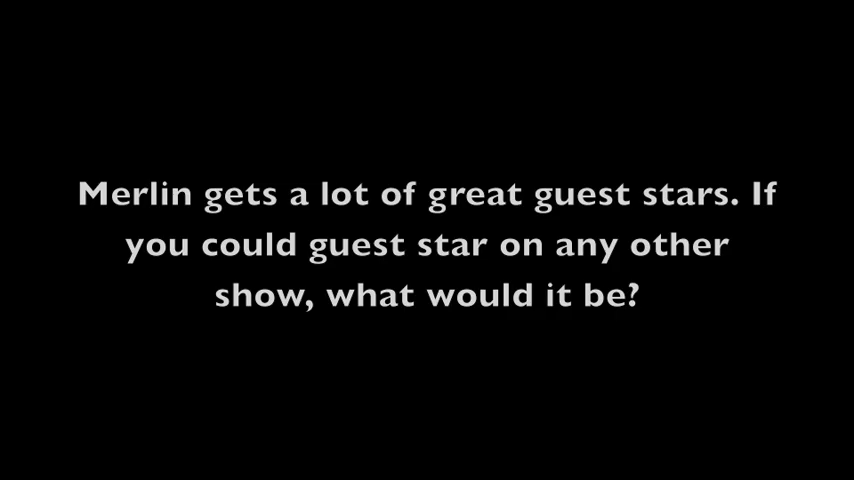 Merlin gets a lot of great guest stars. If
you could guest star on any other
show, what would it be?